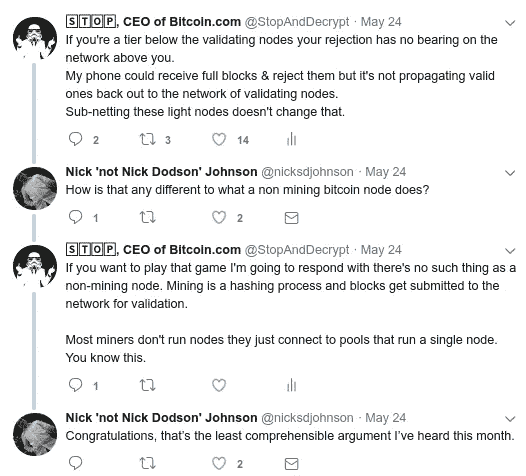 🅂🅃🄾🄿, CEO of Bitcoin.com @StopAndDecrypt · May 24
If you're a tier below the validating nodes your rejection has no bearing on the
network above you.
My phone could receive full blocks & reject them but it's not propagating valid
ones back out to the network of validating nodes.
Sub-netting these light nodes doesn't change that.
2 3 14
Nick 'not Nick Dodson' Johnson @nicksdjohnson · May 24
How is that any different to what a non mining bitcoin node does?
1 2
🅂🅃🄾🄿, CEO of Bitcoin.com @StopAndDecrypt · May 24
If you want to play that game I'm going to respond with there's no such thing as a
non-mining node. Mining is a hashing process and blocks get submitted to the
network for validation.
Most miners don't run nodes they just connect to pools that run a single node.
You know this.
1
Nick 'not Nick Dodson' Johnson @nicksdjohnson · May 24
Congratulations, that's the least comprehensible argument I've heard this month.
2